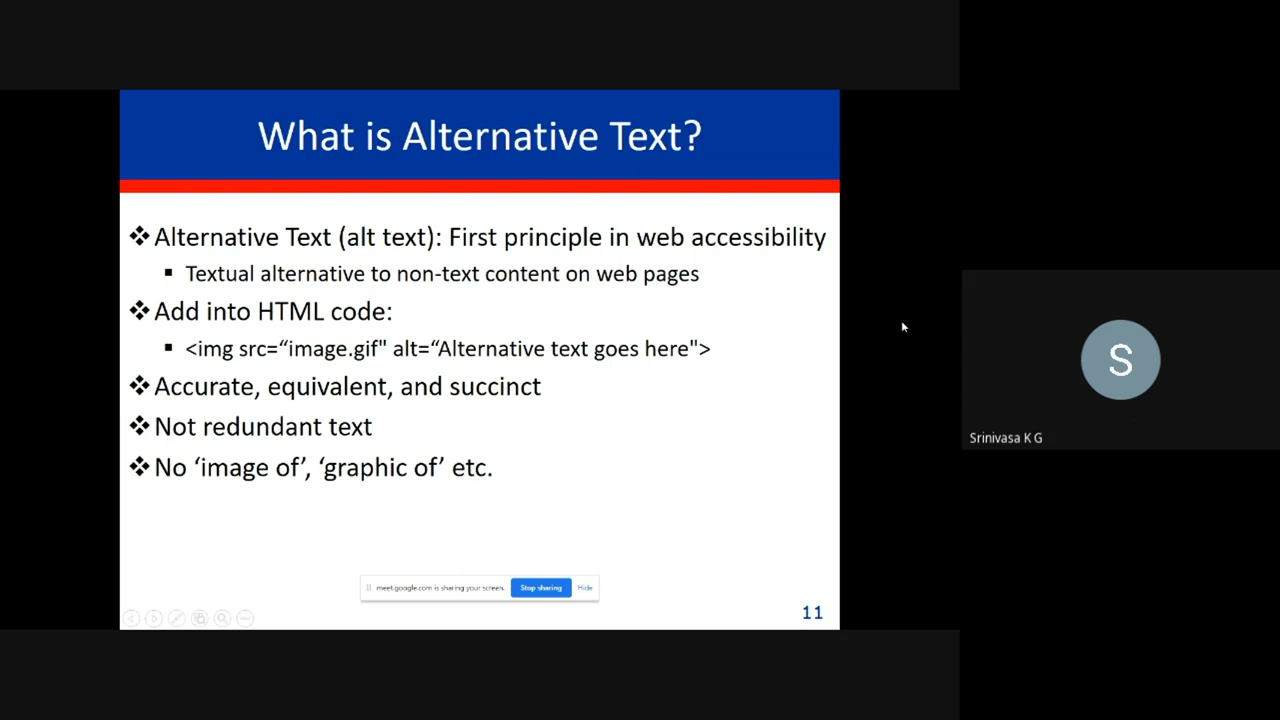 What is Alternative Text?
❖ Alternative Text (alt text): First principle in web accessibility
▪ Textual alternative to non-text content on web pages
❖ Add into HTML code:
▪ <img src=“image.gif" alt=“Alternative text goes here">
❖ Accurate, equivalent, and succinct
❖ Not redundant text
❖ No ‘image of’, ‘graphic of’ etc.
meet.google.com is sharing your screen. Stop sharing Hide
11
S
Srinivasa K G